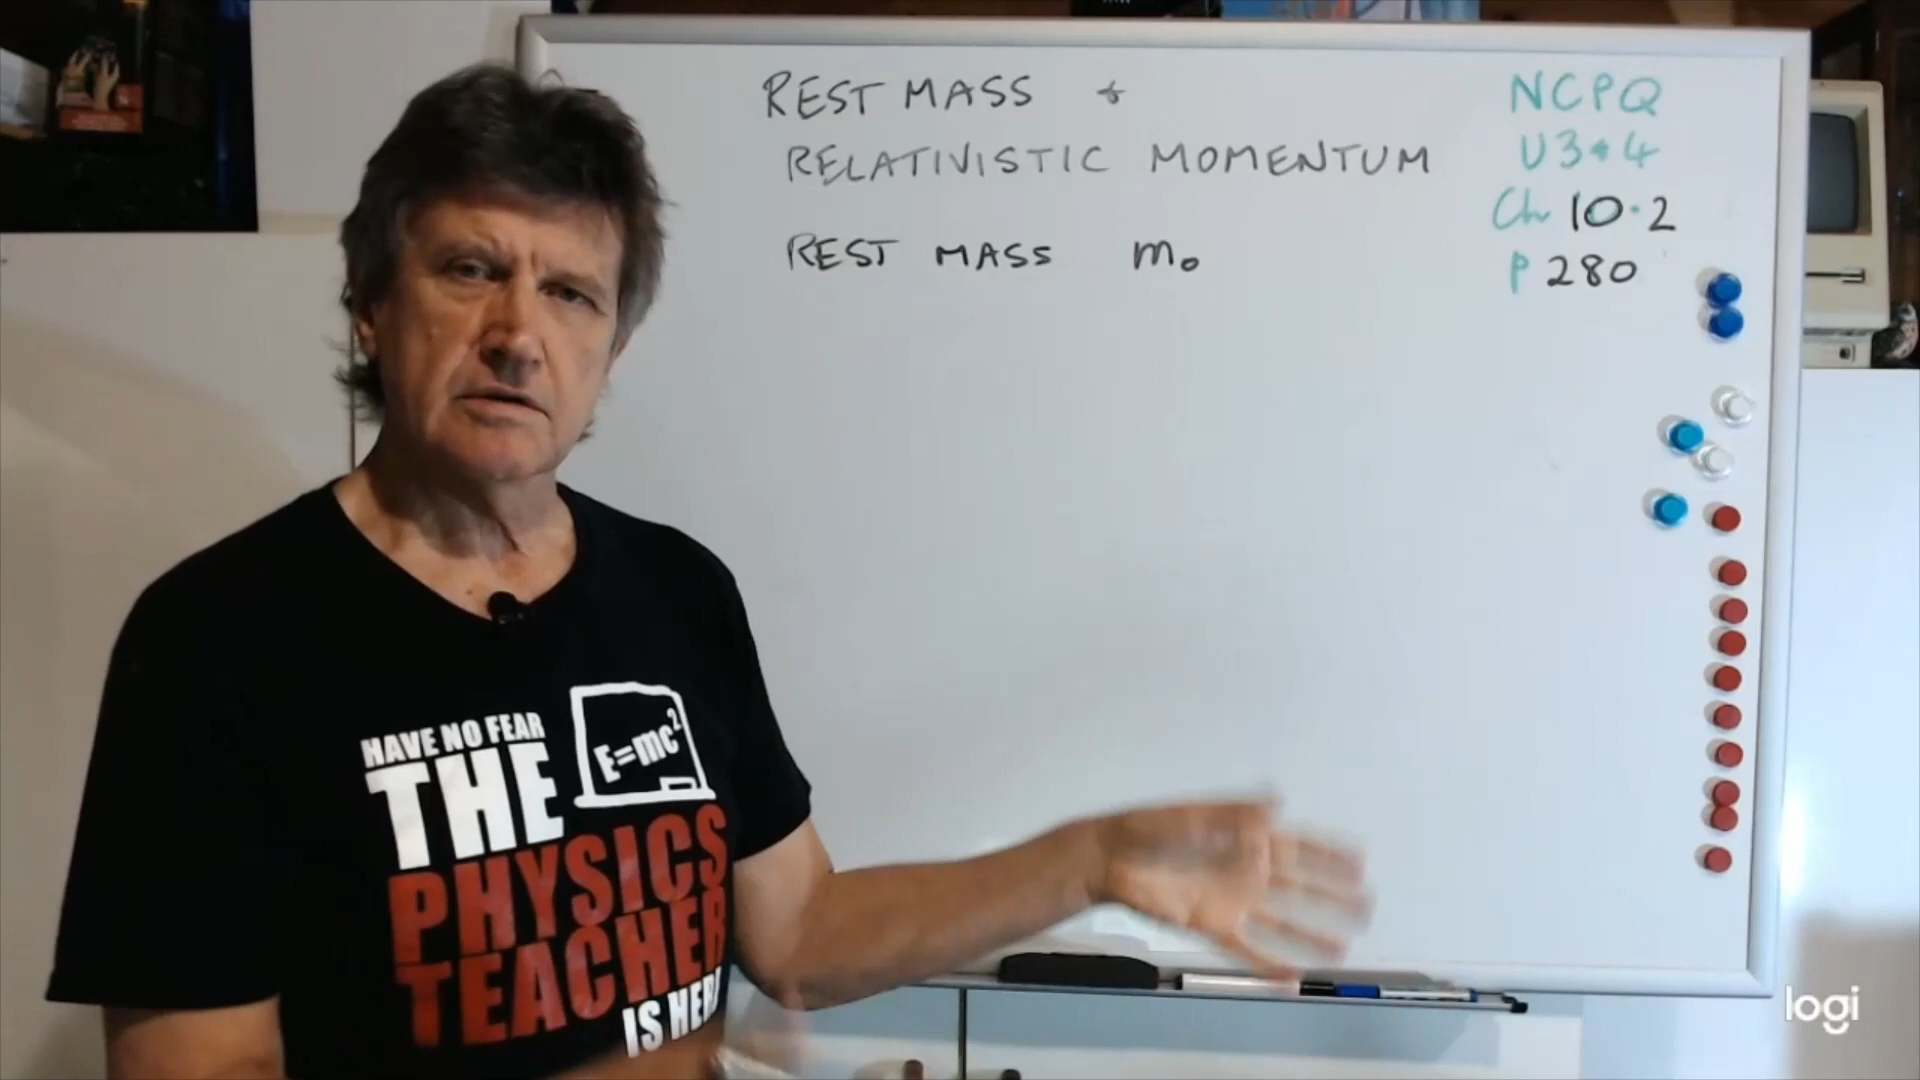 REST MASS &
RELATIVISTIC MOMENTUM
REST MASS m₀
NCPQ
U 3 & 4
Ch 10.2
P 280
HAVE NO FEAR
THE
E=mc²
PHYSICS
TEACHER
IS HERE
logi